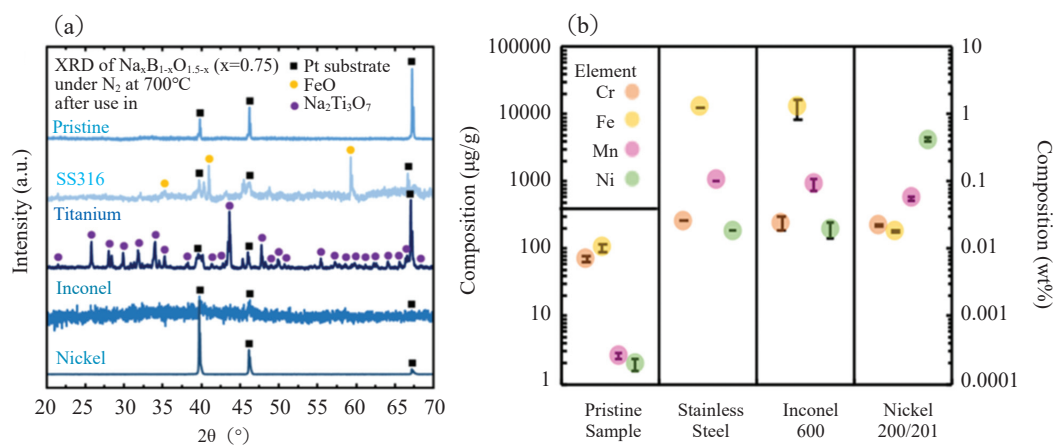 (a)
XRD of NaₓB₁₋ₓO₁.₅₋ₓ (x=0.75)
under N₂ at 700°C
after use in
Pt substrate
FeO
Na₂Ti₃O₇
Pristine
SS316
Titanium
Inconel
Nickel
Intensity (a.u.)
20 25 30 35 40 45 50 55 60 65 70
2θ (°)
(b)
Element
Cr
Fe
Mn
Ni
Composition (μg/g)
100000
10000
1000
100
10
1
Composition (wt%)
10
1
0.1
0.01
0.001
0.0001
Pristine
Sample
Stainless
Steel
Inconel
600
Nickel
200/201